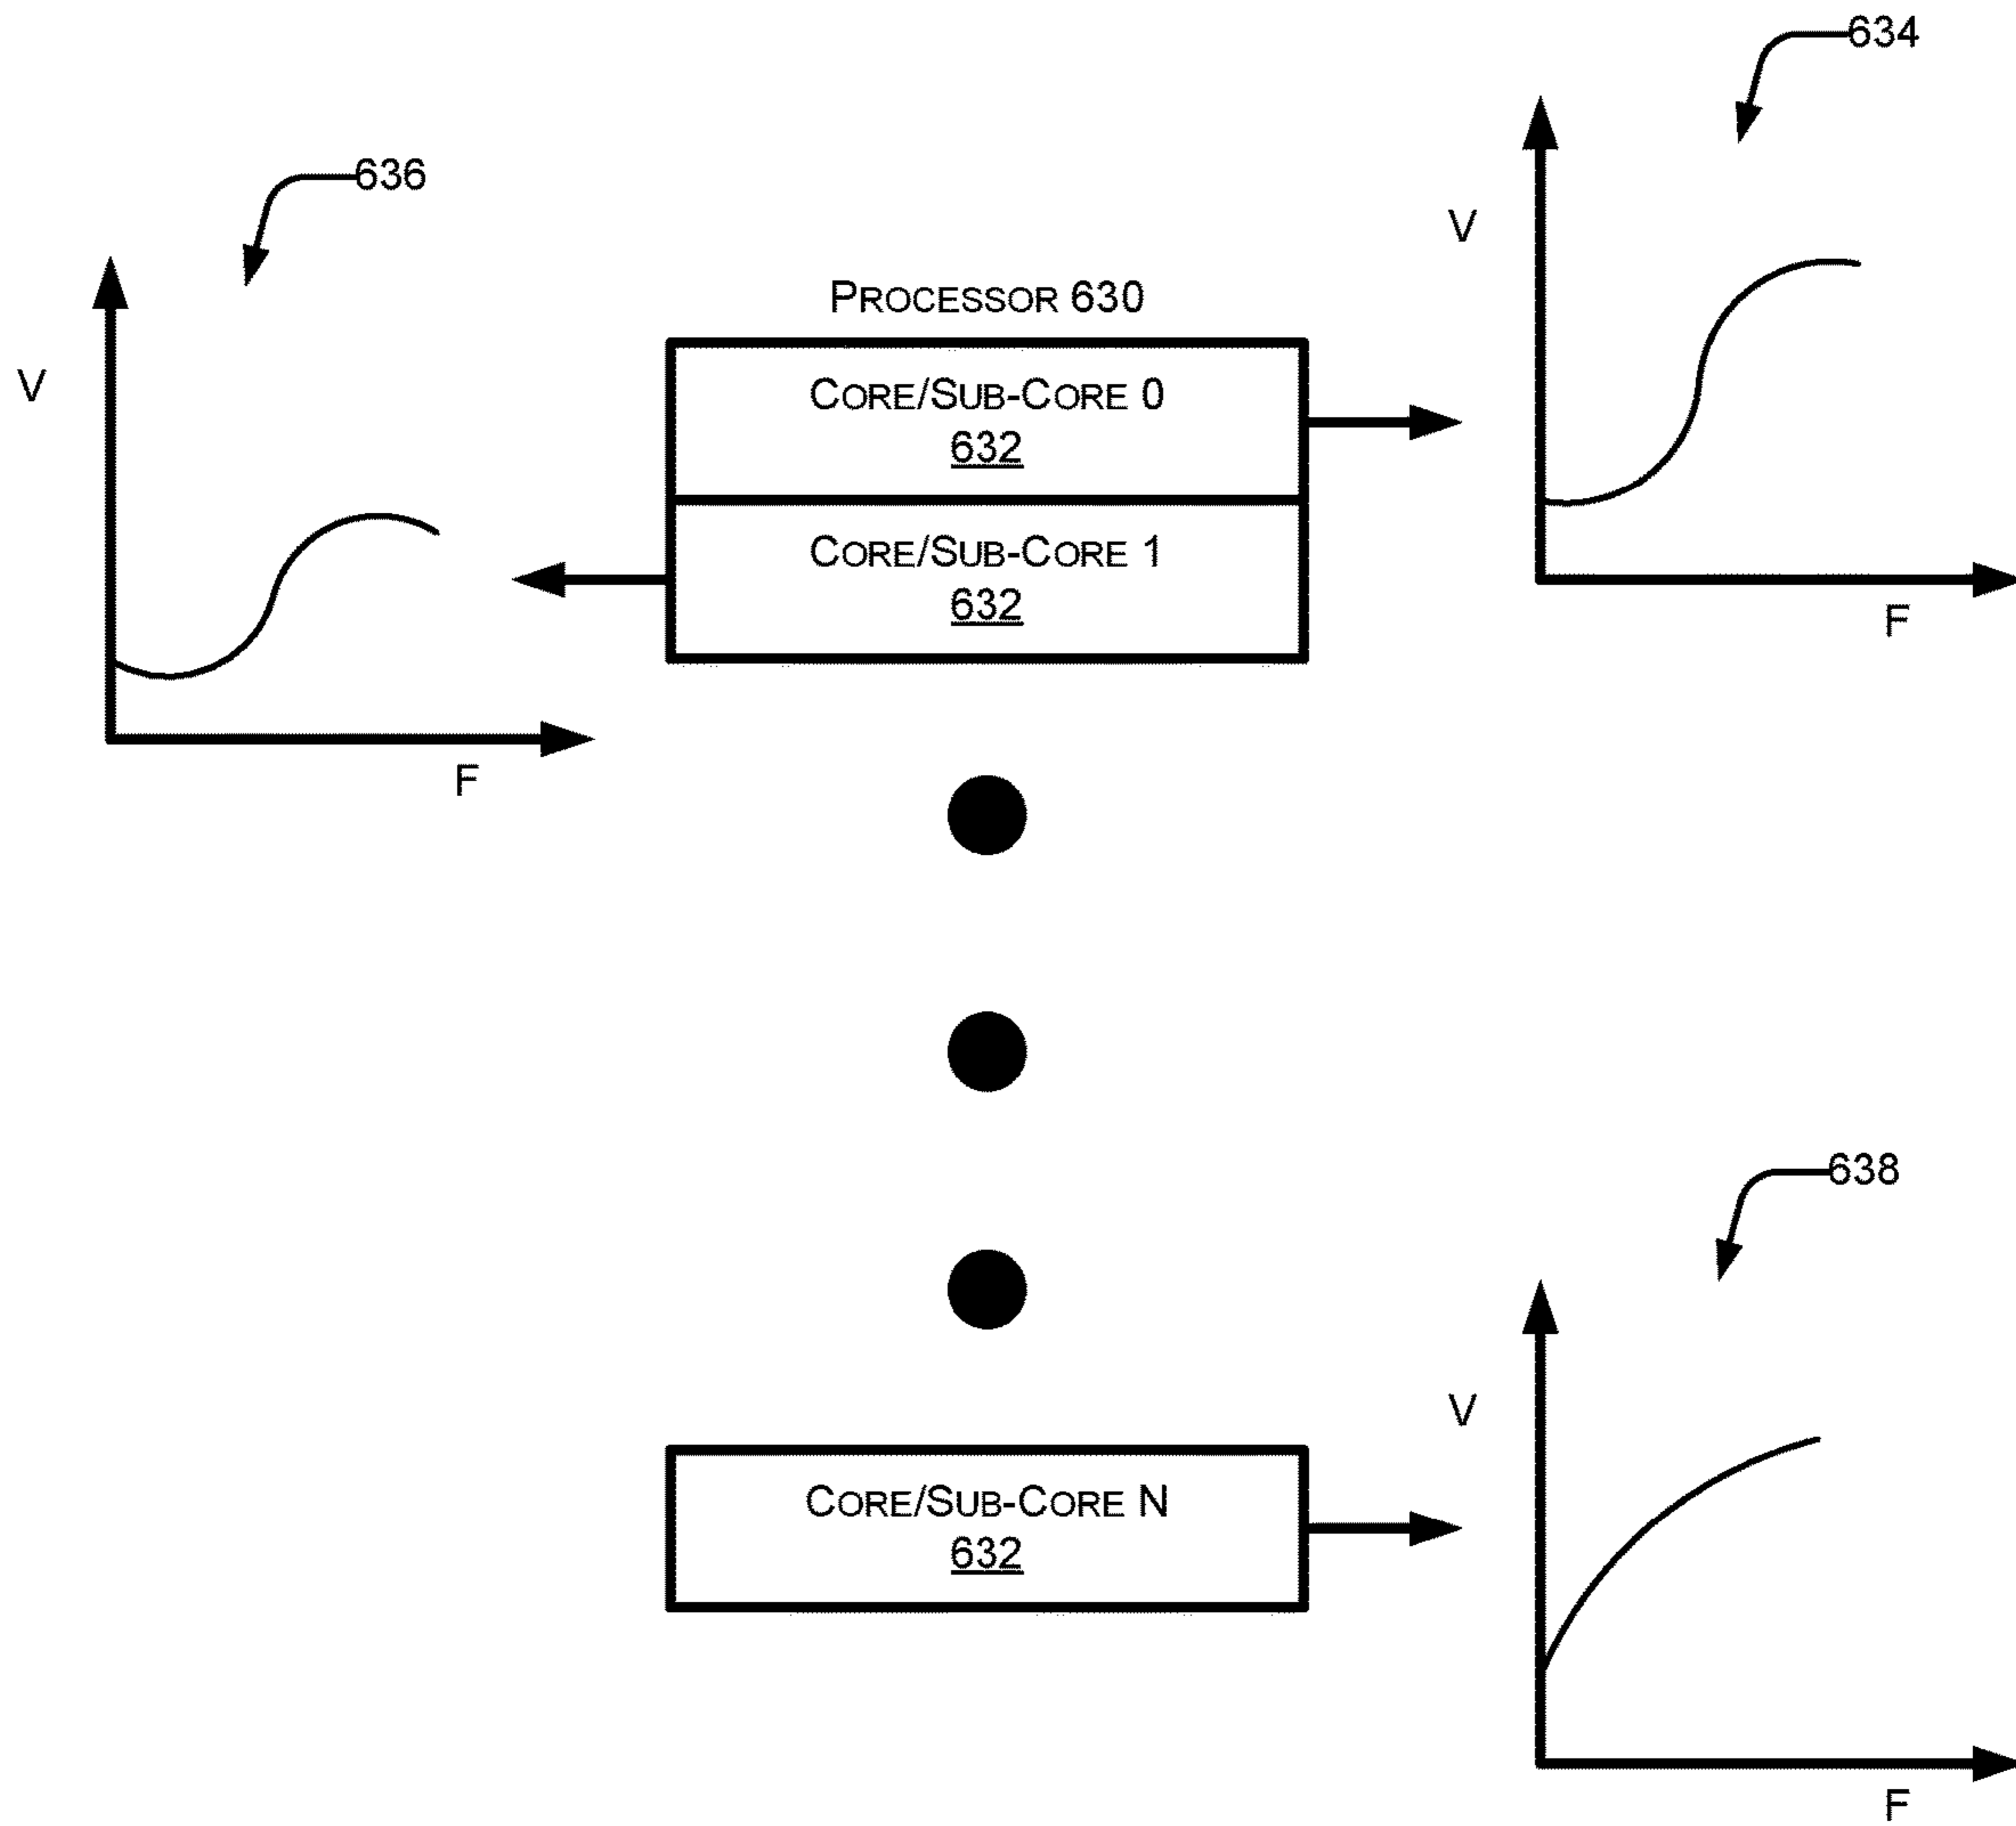 634
636
V
PROCESSOR 630
V
CORE/SUB-CORE 0
632
CORE/SUB-CORE 1
632
F
F
638
V
CORE/SUB-CORE N
632
F